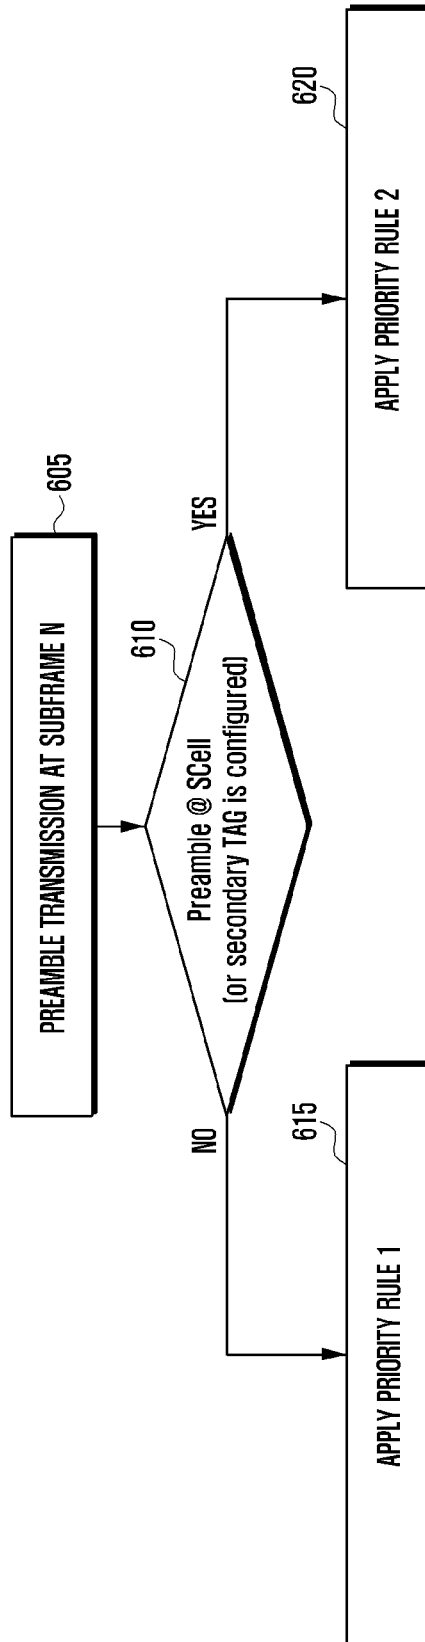 PREAMBLE TRANSMISSION AT SUBFRAME N
605
610
Preamble @ SCell
(or secondary TAG is configured)
NO
YES
615
APPLY PRIORITY RULE 1
620
APPLY PRIORITY RULE 2